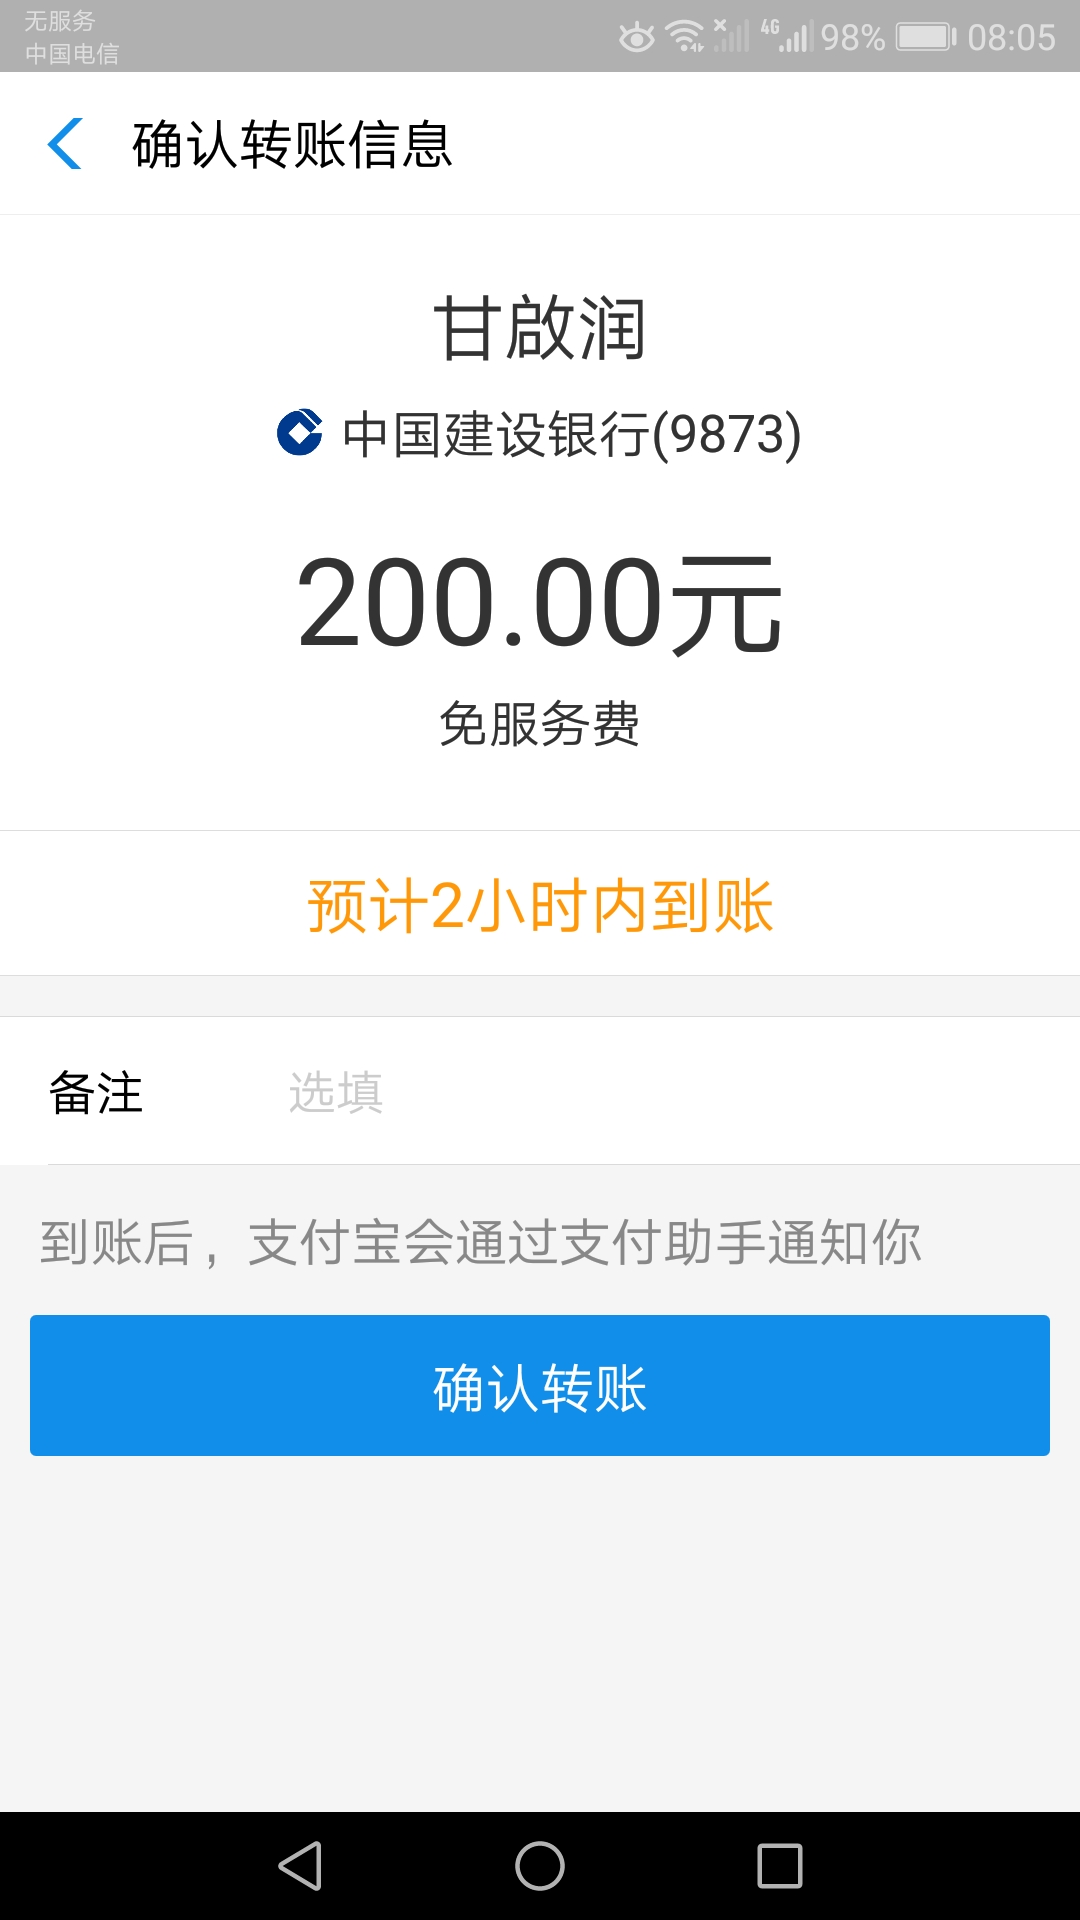 无服务
中国电信
4G 98% 08:05
确认转账信息
甘啟润
中国建设银行(9873)
200.00元
免服务费
预计2小时内到账
备注 选填
到账后，支付宝会通过支付助手通知你
确认转账